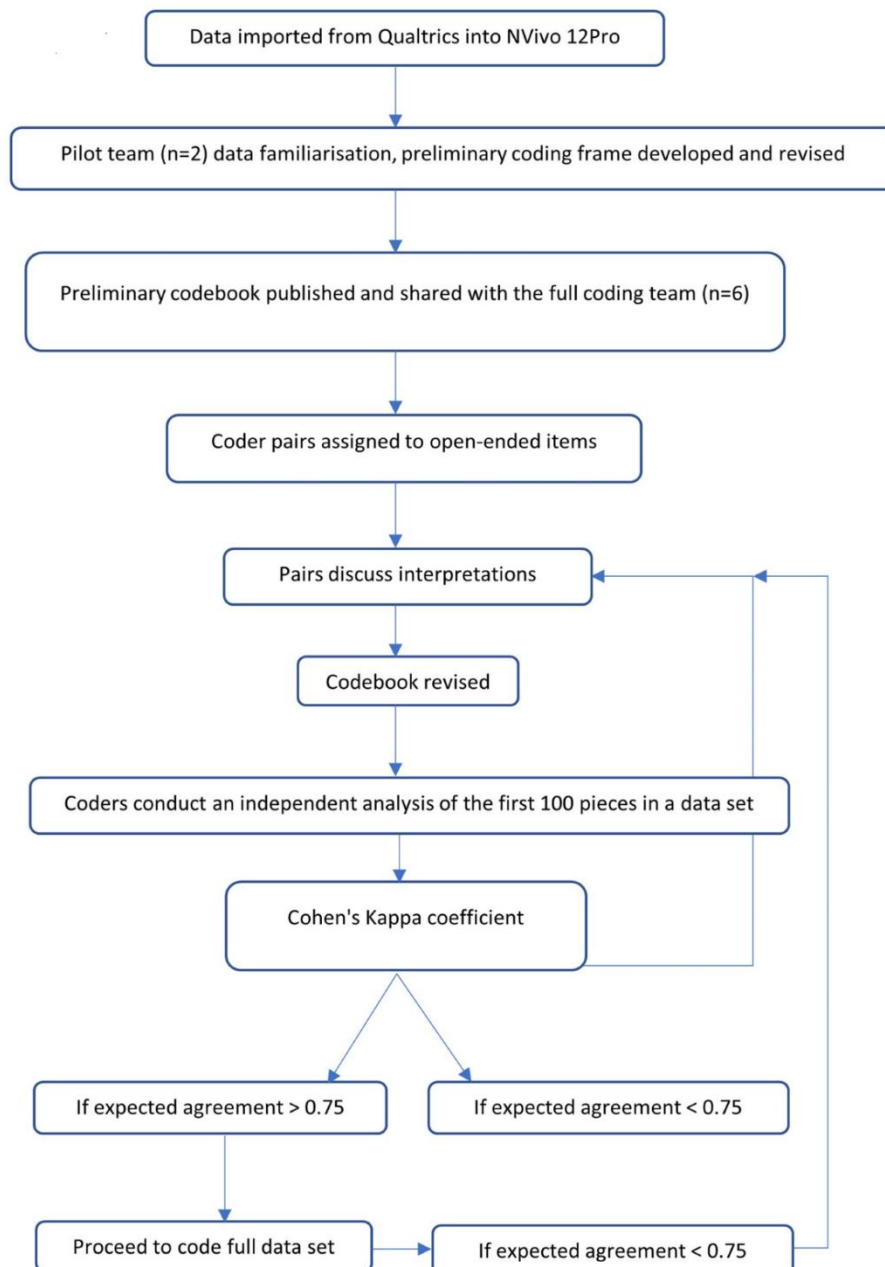 Data imported from Qualtrics into NVivo 12Pro
Pilot team (n=2) data familiarisation, preliminary coding frame developed and revised
Preliminary codebook published and shared with the full coding team (n=6)
Coder pairs assigned to open-ended items
Pairs discuss interpretations
Codebook revised
Coders conduct an independent analysis of the first 100 pieces in a data set
Cohen's Kappa coefficient
If expected agreement > 0.75
If expected agreement < 0.75
Proceed to code full data set
If expected agreement < 0.75